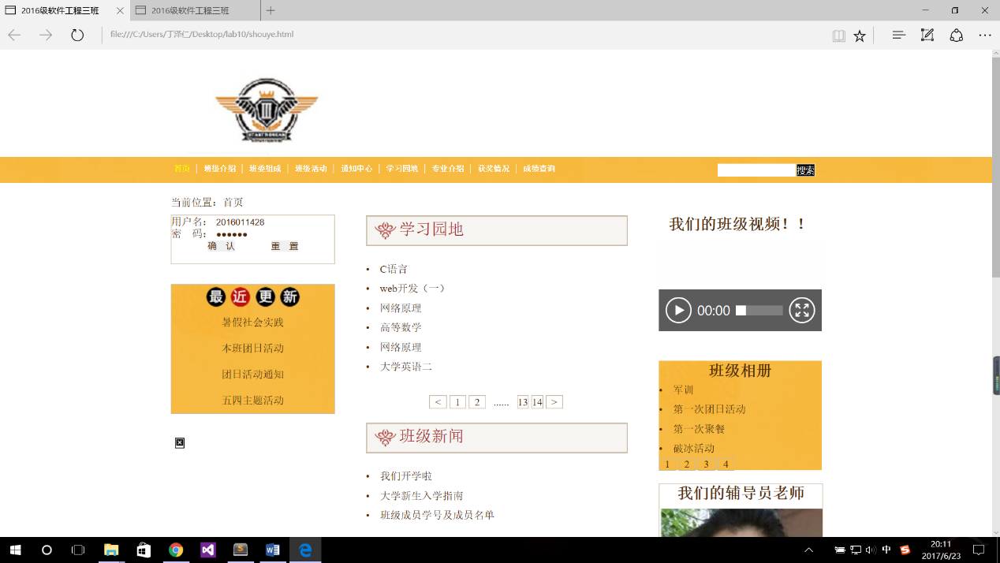 2016级软件工程三班
2016级软件工程三班
file:///C:/Users/丁泽仁/Desktop/lab10/shouye.html
首页 | 班级介绍 | 班委组成 | 班级活动 | 通知中心 | 学习园地 | 专业介绍 | 获奖情况 | 成绩查询
搜索
当前位置：首页
用户名： 2016011428
密 码： ●●●●●●
确 认 重 置
最近更新
暑假社会实践
本班团日活动
团日活动通知
五四主题活动
学习园地
• C语言
• web开发（一）
• 网络原理
• 高等数学
• 网络原理
• 大学英语二
< 1 2 ...... 13 14 >
班级新闻
• 我们开学啦
• 大学新生入学指南
• 班级成员学号及成员名单
我们的班级视频！！
00:00
班级相册
• 军训
• 第一次团日活动
• 第一次聚餐
• 破冰活动
1 2 3 4
我们的辅导员老师
中
20:11
2017/6/23